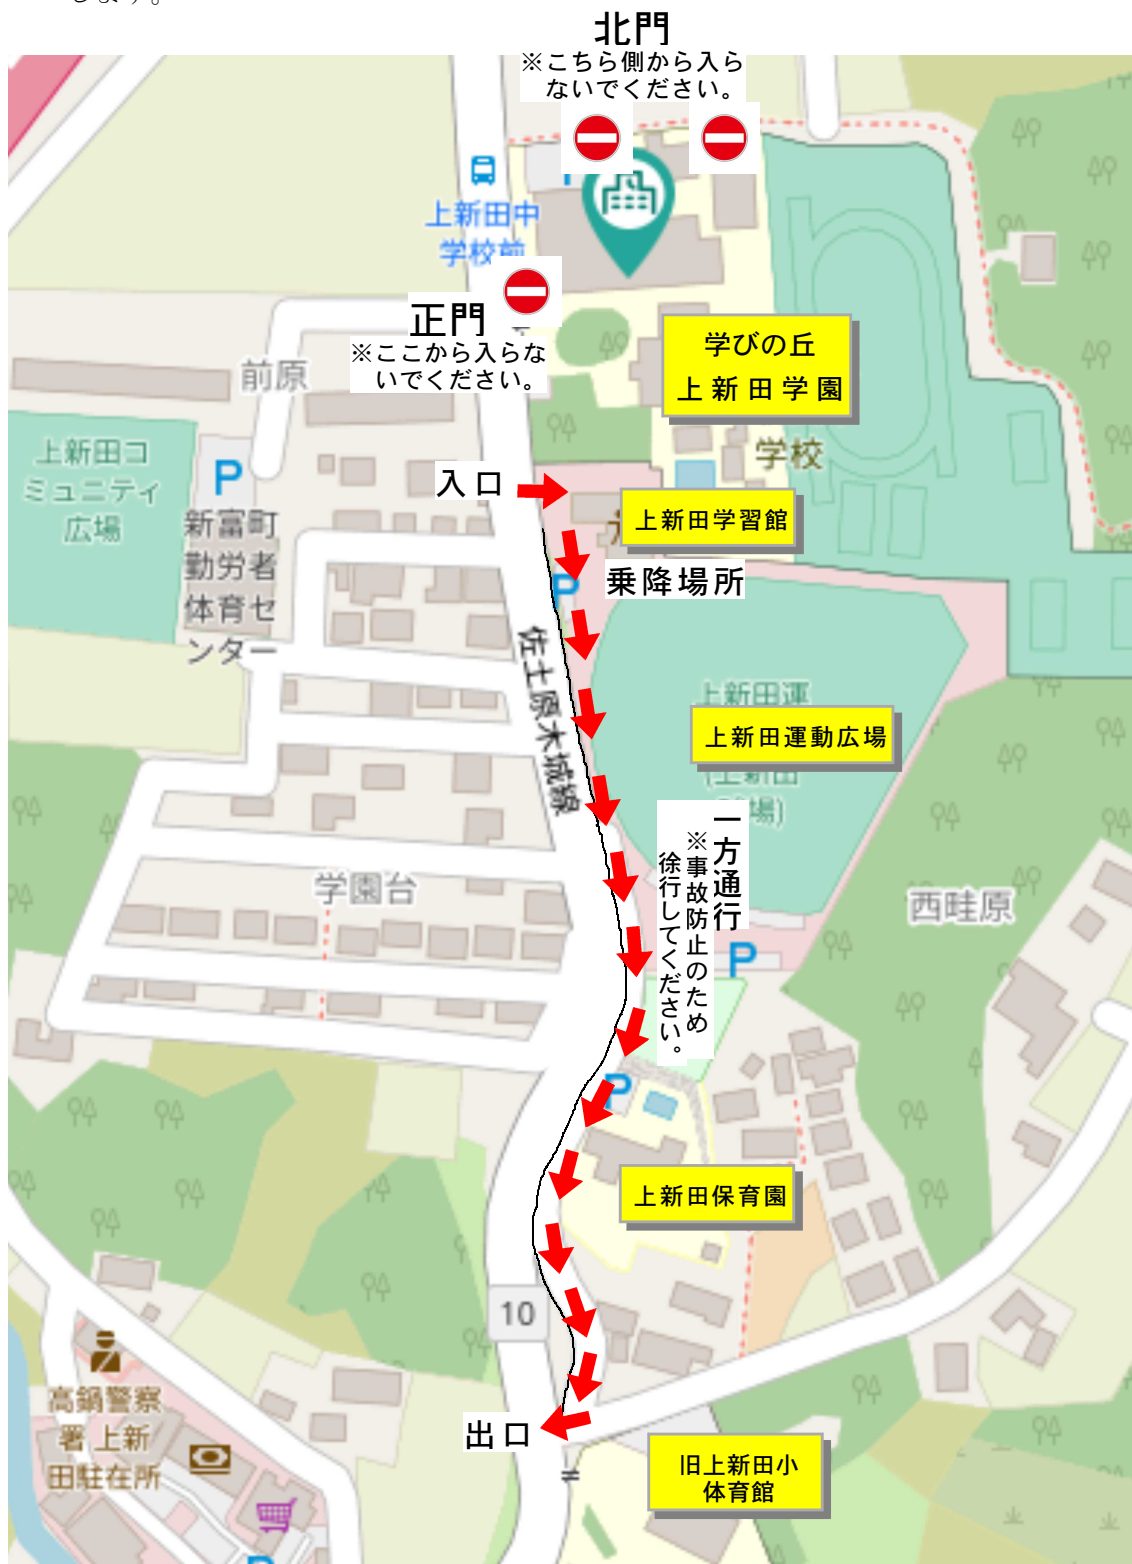 します。
北門
※こちら側から入ら
ないでください。
上新田中
学校前
正門
※ここから入らな
いでください。
前原
学びの丘
上新田学園
学校
上新田コ
ミュニティ
広場
P
新富町
勤労者
体育セ
ンター
入口
上新田学習館
乗降場所
P
佐土原木城線
上新田運
上新田運動広場
(上新田
場)
一方通行
※事故防止のため
徐行してください。
学園台
西畦原
P
P
上新田保育園
10
高鍋警察
署 上新
田駐在所
出口
旧上新田小
体育館
P